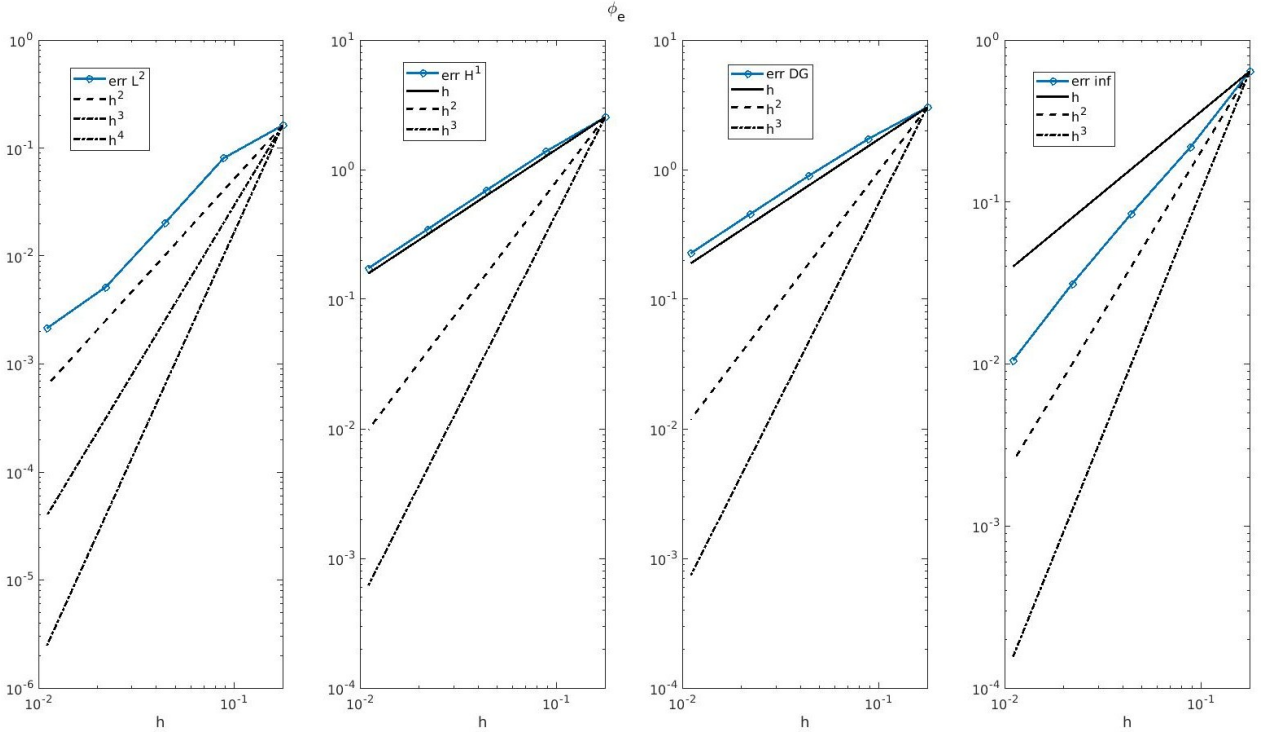 ϕₑ
10⁰
10⁻¹
10⁻²
10⁻³
10⁻⁴
10⁻⁵
10⁻⁶
10⁻²
10⁻¹
h
err L²
h²
h³
h⁴
10¹
10⁰
10⁻¹
10⁻²
10⁻³
10⁻⁴
10⁻²
10⁻¹
h
err H¹
h
h²
h³
10¹
10⁰
10⁻¹
10⁻²
10⁻³
10⁻⁴
10⁻²
10⁻¹
h
err DG
h
h²
h³
10⁰
10⁻¹
10⁻²
10⁻³
10⁻⁴
10⁻²
10⁻¹
h
err inf
h
h²
h³